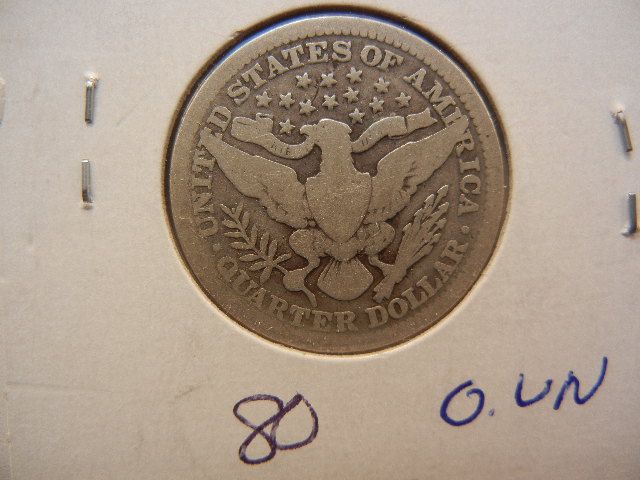 UNITED STATES OF AMERICA
· QUARTER DOLLAR ·
80
O.UN